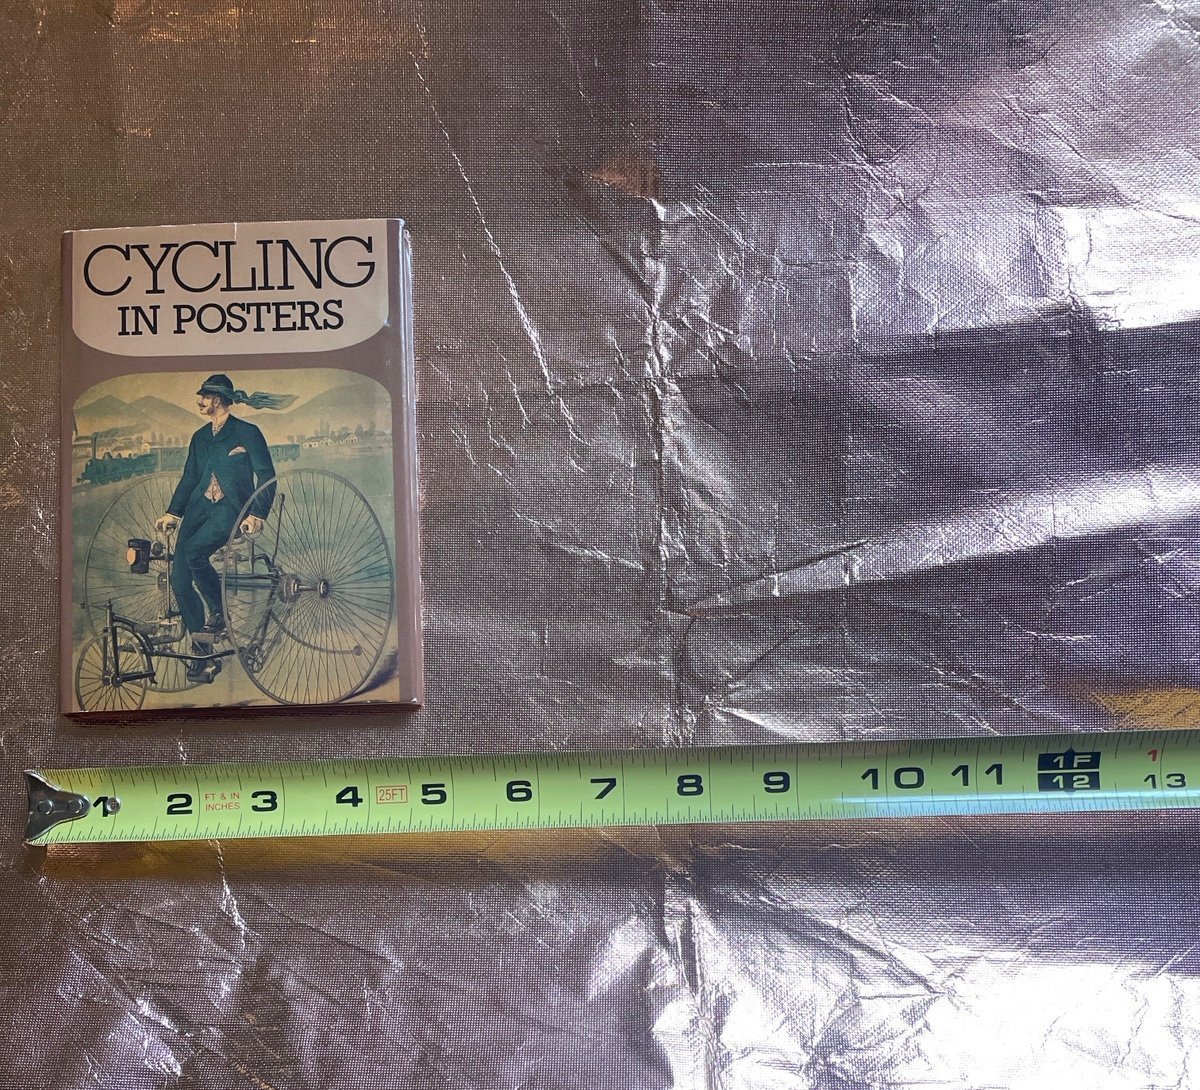 CYCLING
IN POSTERS
1 2 FT & IN INCHES 3 4 25FT 5 6 7 8 9 10 11 1F 12 1 13